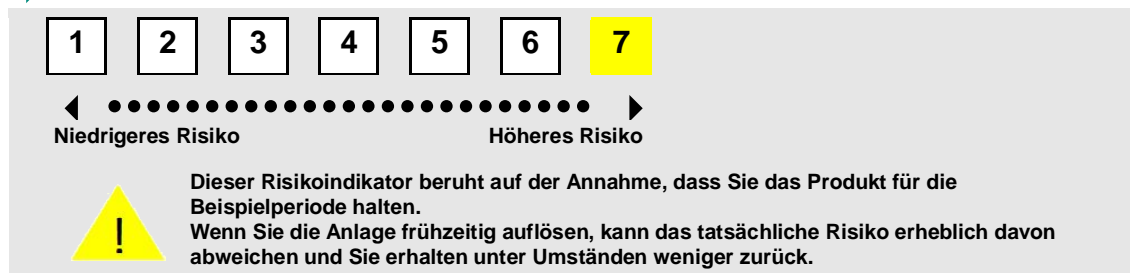 1 2 3 4 5 6 7
Niedrigeres Risiko Höheres Risiko
Dieser Risikoindikator beruht auf der Annahme, dass Sie das Produkt für die
Beispielperiode halten.
Wenn Sie die Anlage frühzeitig auflösen, kann das tatsächliche Risiko erheblich davon
abweichen und Sie erhalten unter Umständen weniger zurück.
!